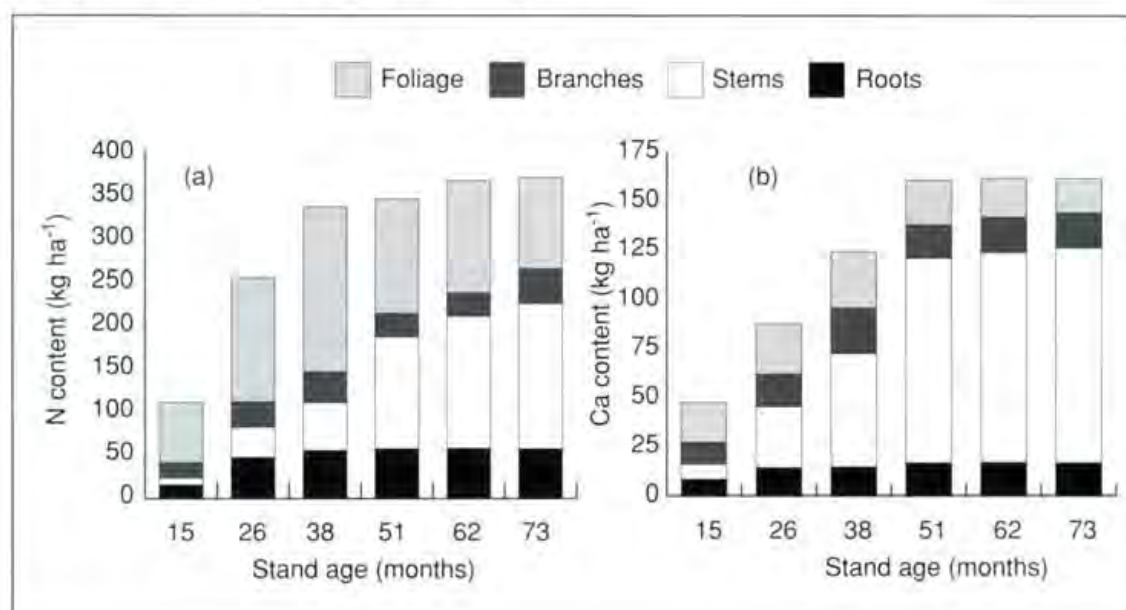 Foliage Branches Stems Roots
(a)
N content (kg ha⁻¹)
400
350
300
250
200
150
100
50
0
15 26 38 51 62 73
Stand age (months)
(b)
Ca content (kg ha⁻¹)
175
150
125
100
75
50
25
0
15 26 38 51 62 73
Stand age (months)